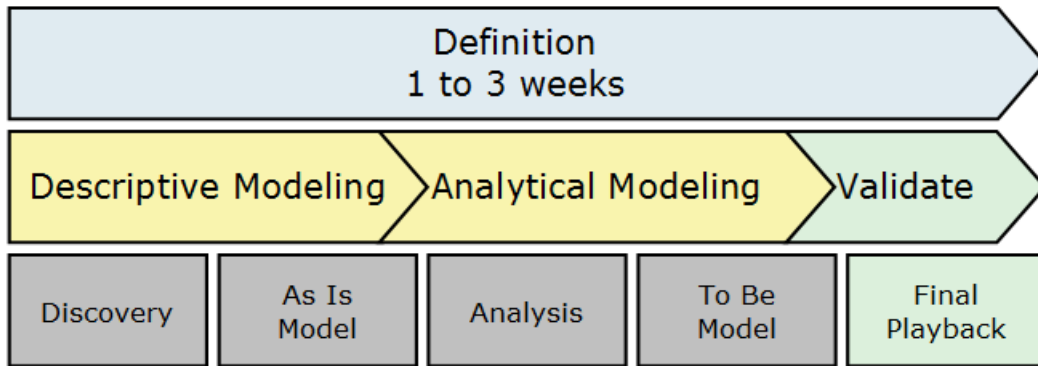 Definition
1 to 3 weeks
Descriptive Modeling
Analytical Modeling
Validate
Discovery
As Is
Model
Analysis
To Be
Model
Final
Playback